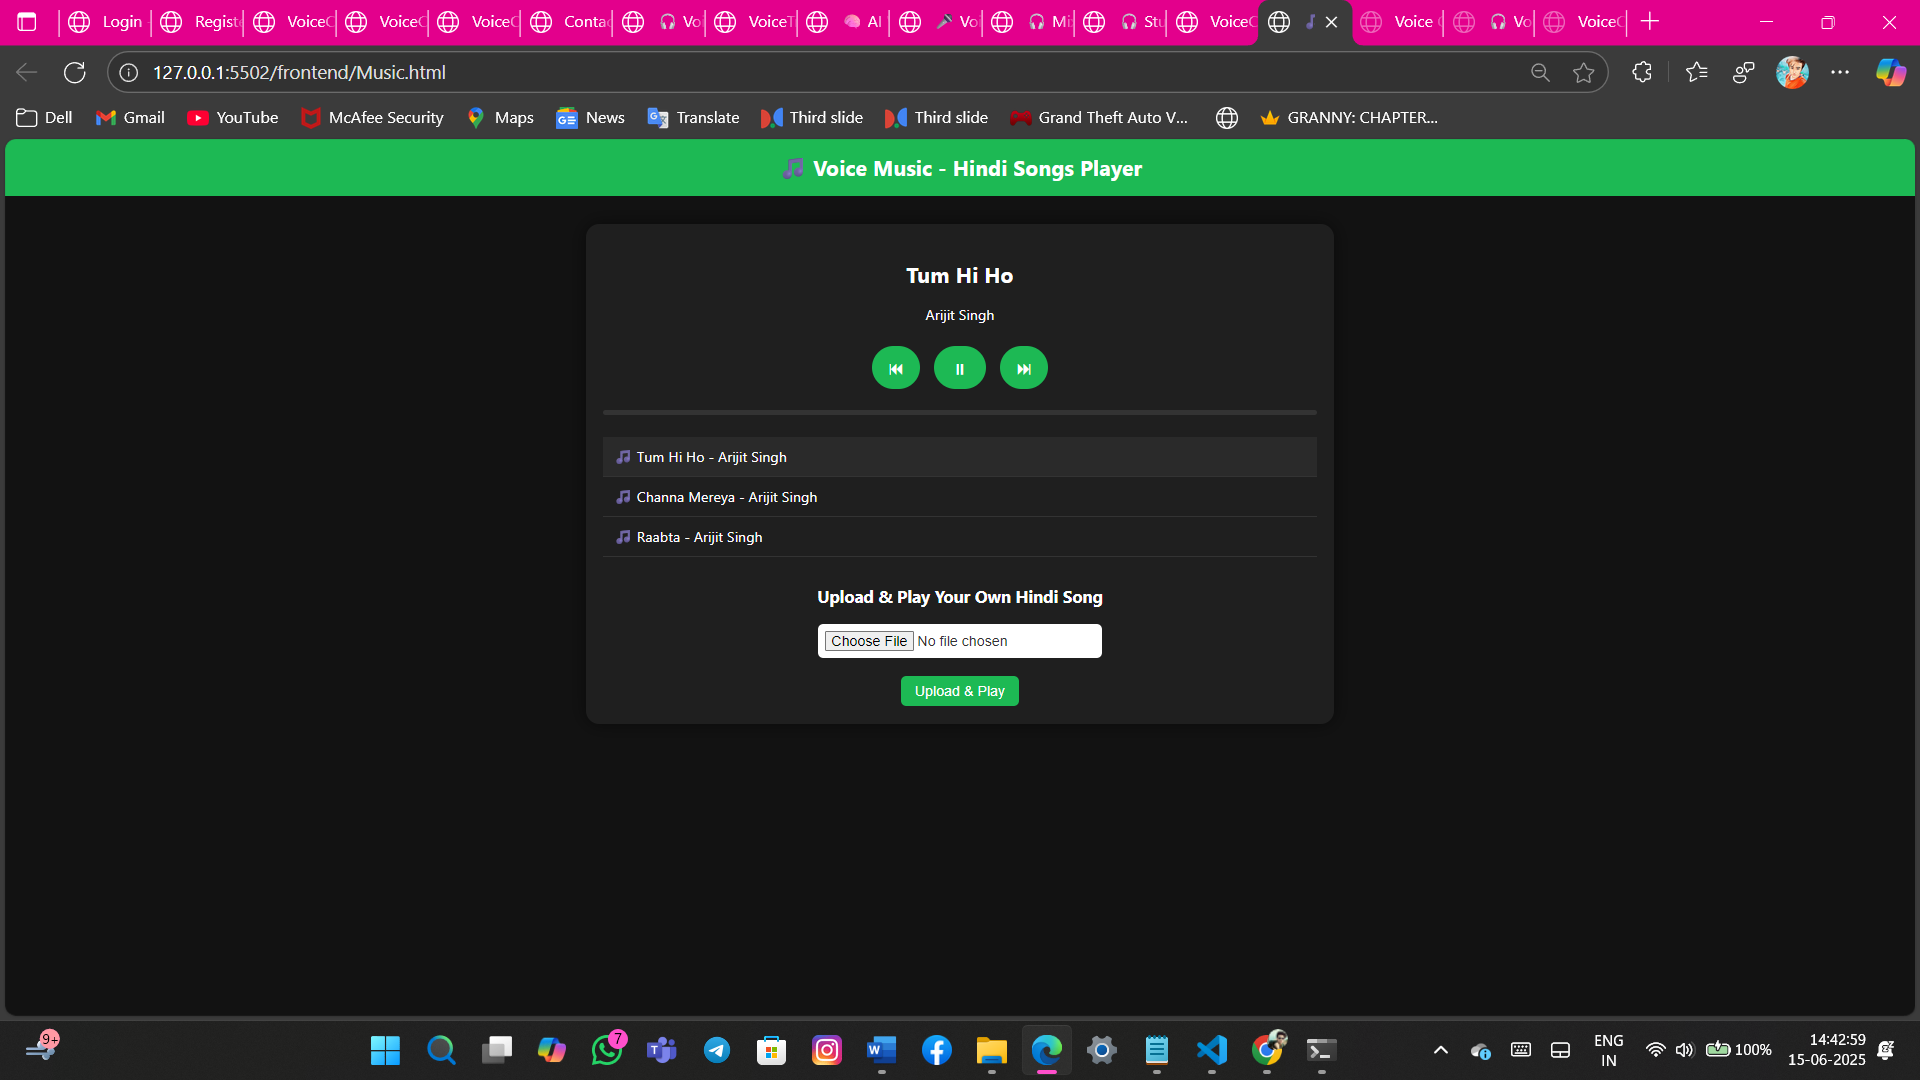 Login
Registe
VoiceC
VoiceC
VoiceC
Contac
Voi
VoiceT
AI
Vo
Mi
Stu
VoiceC
Voice
Vo
VoiceC
127.0.0.1:5502/frontend/Music.html
Dell
Gmail
YouTube
McAfee Security
Maps
News
Translate
Third slide
Third slide
Grand Theft Auto V...
GRANNY: CHAPTER...
Voice Music - Hindi Songs Player
Tum Hi Ho
Arijit Singh
Tum Hi Ho - Arijit Singh
Channa Mereya - Arijit Singh
Raabta - Arijit Singh
Upload & Play Your Own Hindi Song
Choose File No file chosen
Upload & Play
9+
7
ENG
IN
100%
14:42:59
15-06-2025